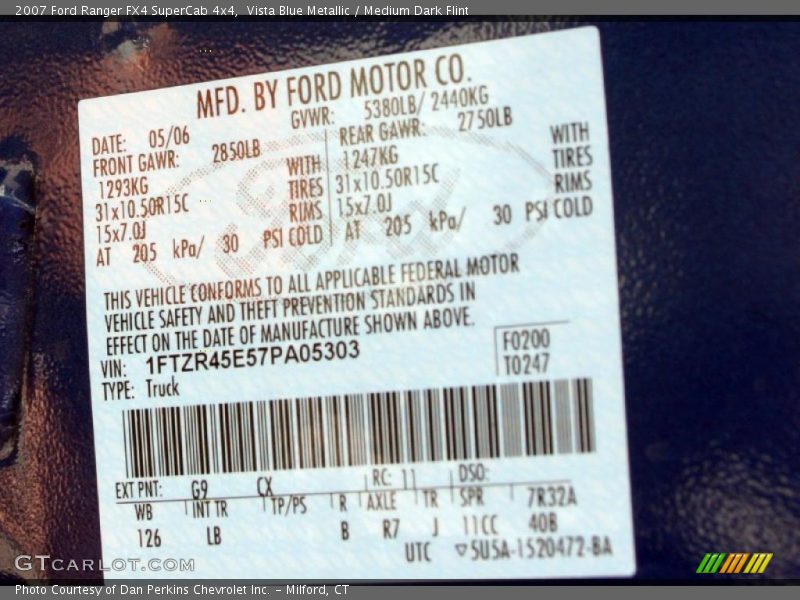 2007 Ford Ranger FX4 SuperCab 4x4, Vista Blue Metallic / Medium Dark Flint
MFD. BY FORD MOTOR CO.
DATE: 05/06 GVWR: 5380LB/ 2440KG
FRONT GAWR: 2850LB REAR GAWR: 2750LB
1293KG WITH 1247KG WITH
31x10.50R15C TIRES 31x10.50R15C TIRES
15x7.0J RIMS 15x7.0J RIMS
AT 205 kPa/ 30 PSI COLD AT 205 kPa/ 30 PSI COLD
THIS VEHICLE CONFORMS TO ALL APPLICABLE FEDERAL MOTOR
VEHICLE SAFETY AND THEFT PREVENTION STANDARDS IN
EFFECT ON THE DATE OF MANUFACTURE SHOWN ABOVE.
VIN: 1FTZR45E57PA05303
F0200
TYPE: Truck
T0247
EXT PNT: G9 CX RC: 11 DSO:
WB INT TR TP/PS R AXLE TR SPR 7R32A
126 LB B R7 J 11CC 40B
UTC ▽5U5A-1520472-BA
GTcarlot.com
Photo Courtesy of Dan Perkins Chevrolet Inc. - Milford, CT